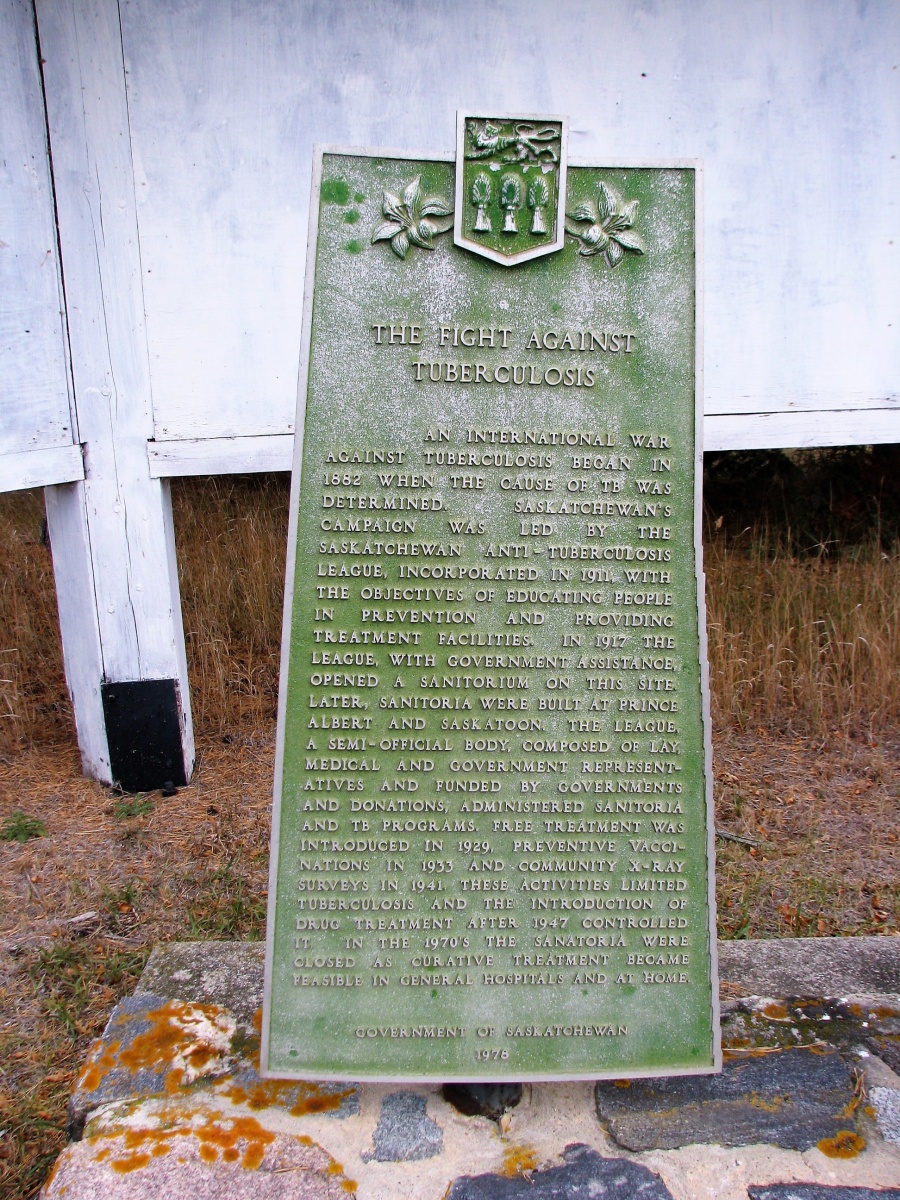 THE FIGHT AGAINST
TUBERCULOSIS
AN INTERNATIONAL WAR
AGAINST TUBERCULOSIS BEGAN IN
1882 WHEN THE CAUSE OF TB WAS
DETERMINED. SASKATCHEWAN'S
CAMPAIGN WAS LED BY THE
SASKATCHEWAN ANTI-TUBERCULOSIS
LEAGUE, INCORPORATED IN 1911, WITH
THE OBJECTIVES OF EDUCATING PEOPLE
IN PREVENTION AND PROVIDING
TREATMENT FACILITIES. IN 1917 THE
LEAGUE, WITH GOVERNMENT ASSISTANCE,
OPENED A SANITORIUM ON THIS SITE.
LATER, SANITORIA WERE BUILT AT PRINCE
ALBERT AND SASKATOON. THE LEAGUE,
A SEMI-OFFICIAL BODY, COMPOSED OF LAY,
MEDICAL AND GOVERNMENT REPRESENT-
ATIVES AND FUNDED BY GOVERNMENTS
AND DONATIONS, ADMINISTERED SANITORIA
AND TB PROGRAMS. FREE TREATMENT WAS
INTRODUCED IN 1929, PREVENTIVE VACCI-
NATIONS IN 1933 AND COMMUNITY X-RAY
SURVEYS IN 1941. THESE ACTIVITIES LIMITED
TUBERCULOSIS AND THE INTRODUCTION OF
DRUG TREATMENT AFTER 1947 CONTROLLED
IT. IN THE 1970'S THE SANATORIA WERE
CLOSED AS CURATIVE TREATMENT BECAME
FEASIBLE IN GENERAL HOSPITALS AND AT HOME.
GOVERNMENT OF SASKATCHEWAN
1978